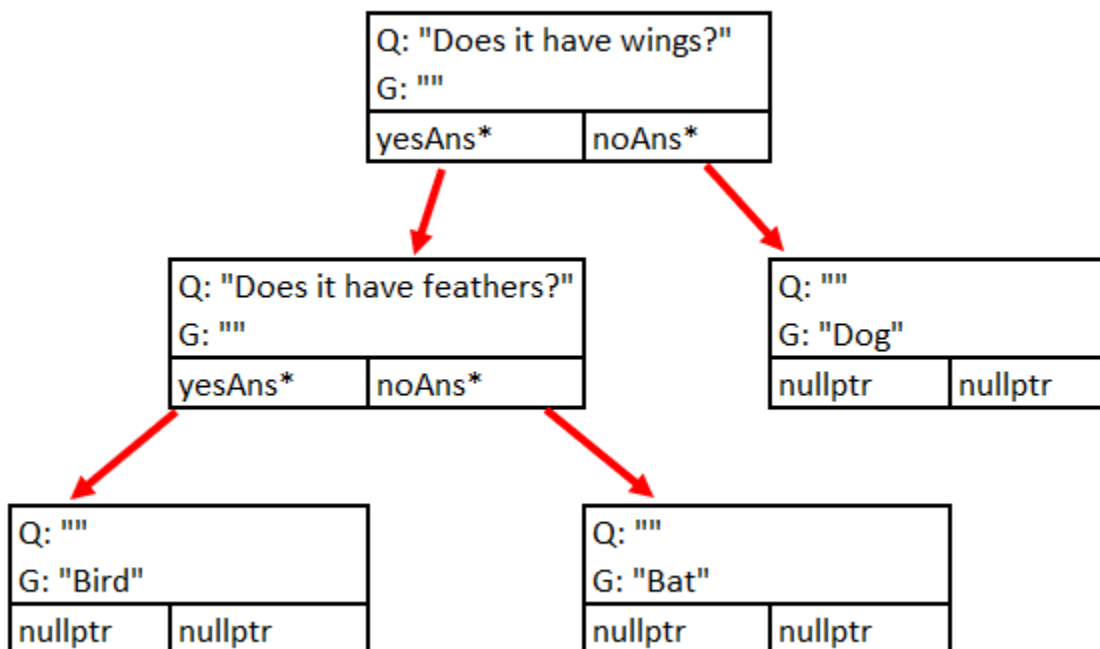 Q: "Does it have wings?"
G: ""
yesAns* noAns*
Q: "Does it have feathers?"
G: ""
yesAns* noAns*
Q: ""
G: "Dog"
nullptr nullptr
Q: ""
G: "Bird"
nullptr nullptr
Q: ""
G: "Bat"
nullptr nullptr